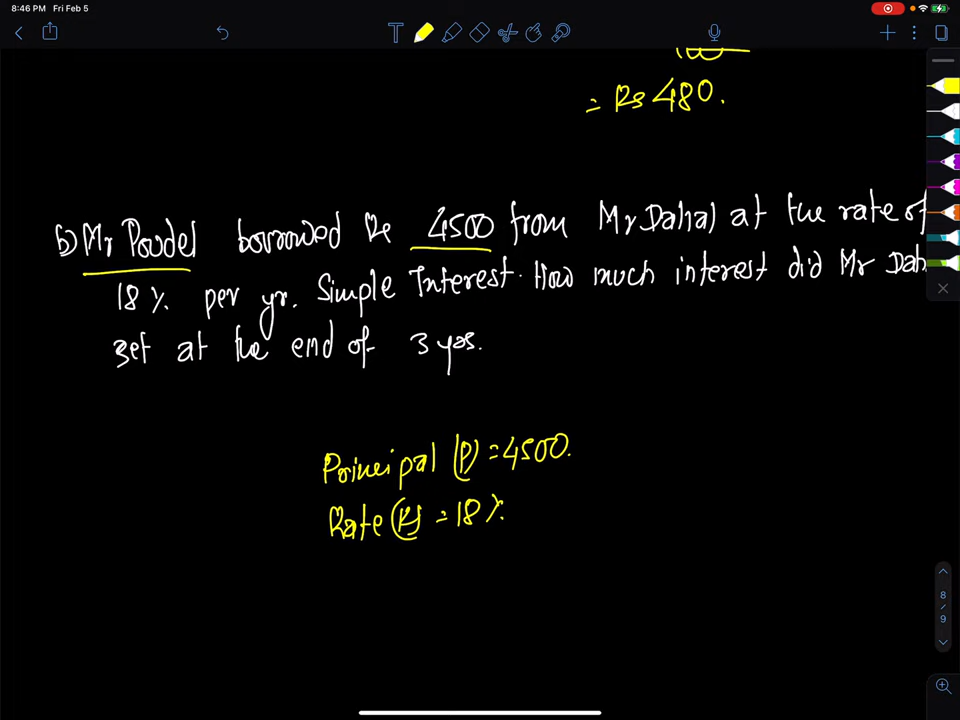 8:46 PM Fri Feb 5
= Rs 480.
b) Mr Poudel borrowed Rs 4500 from Mr Dahal at the rate of
18% per yr. Simple Interest. How much interest did Mr Dah
get at the end of 3 yrs.
Principal (P) = 4500.
Rate (R) = 18%
8
/
9